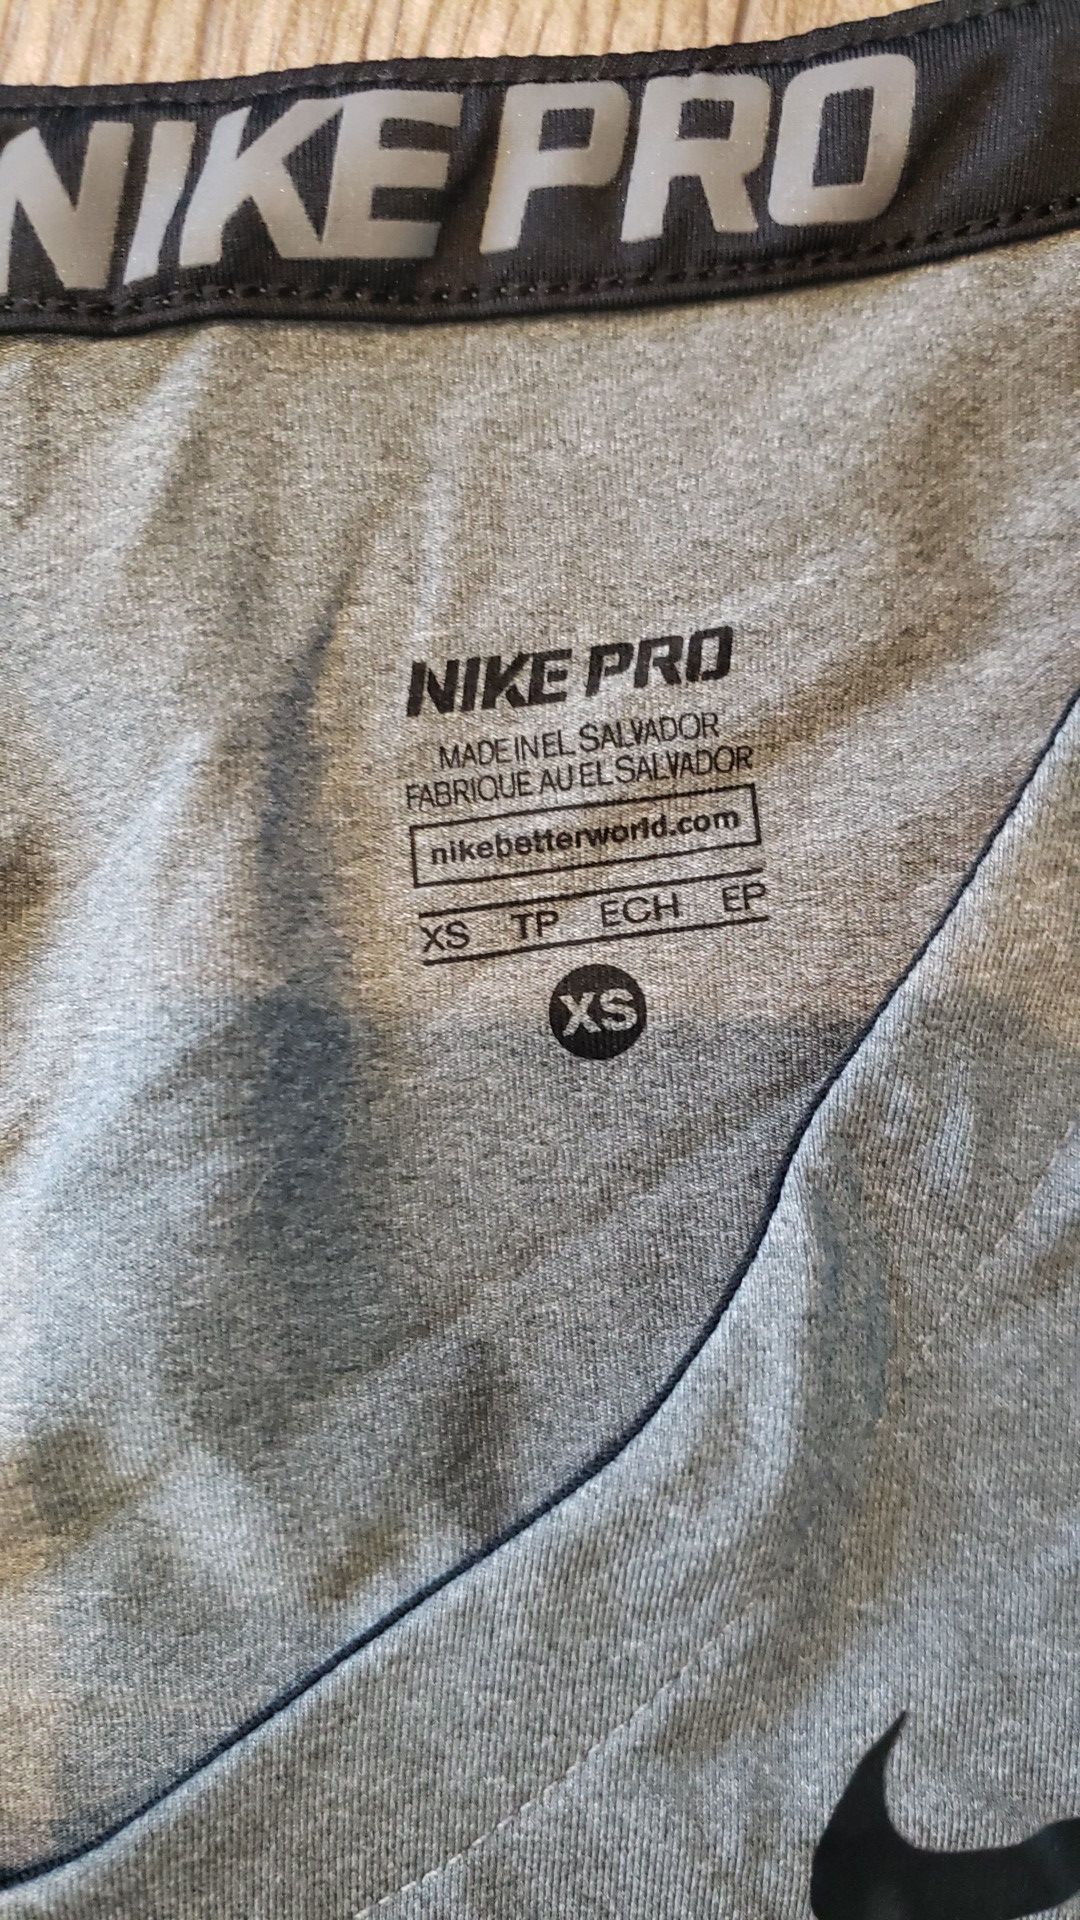 NIKE PRO
NIKE PRO
MADE IN EL SALVADOR
FABRIQUE AU EL SALVADOR
nikebetterworld.com
XS TP ECH EP
XS